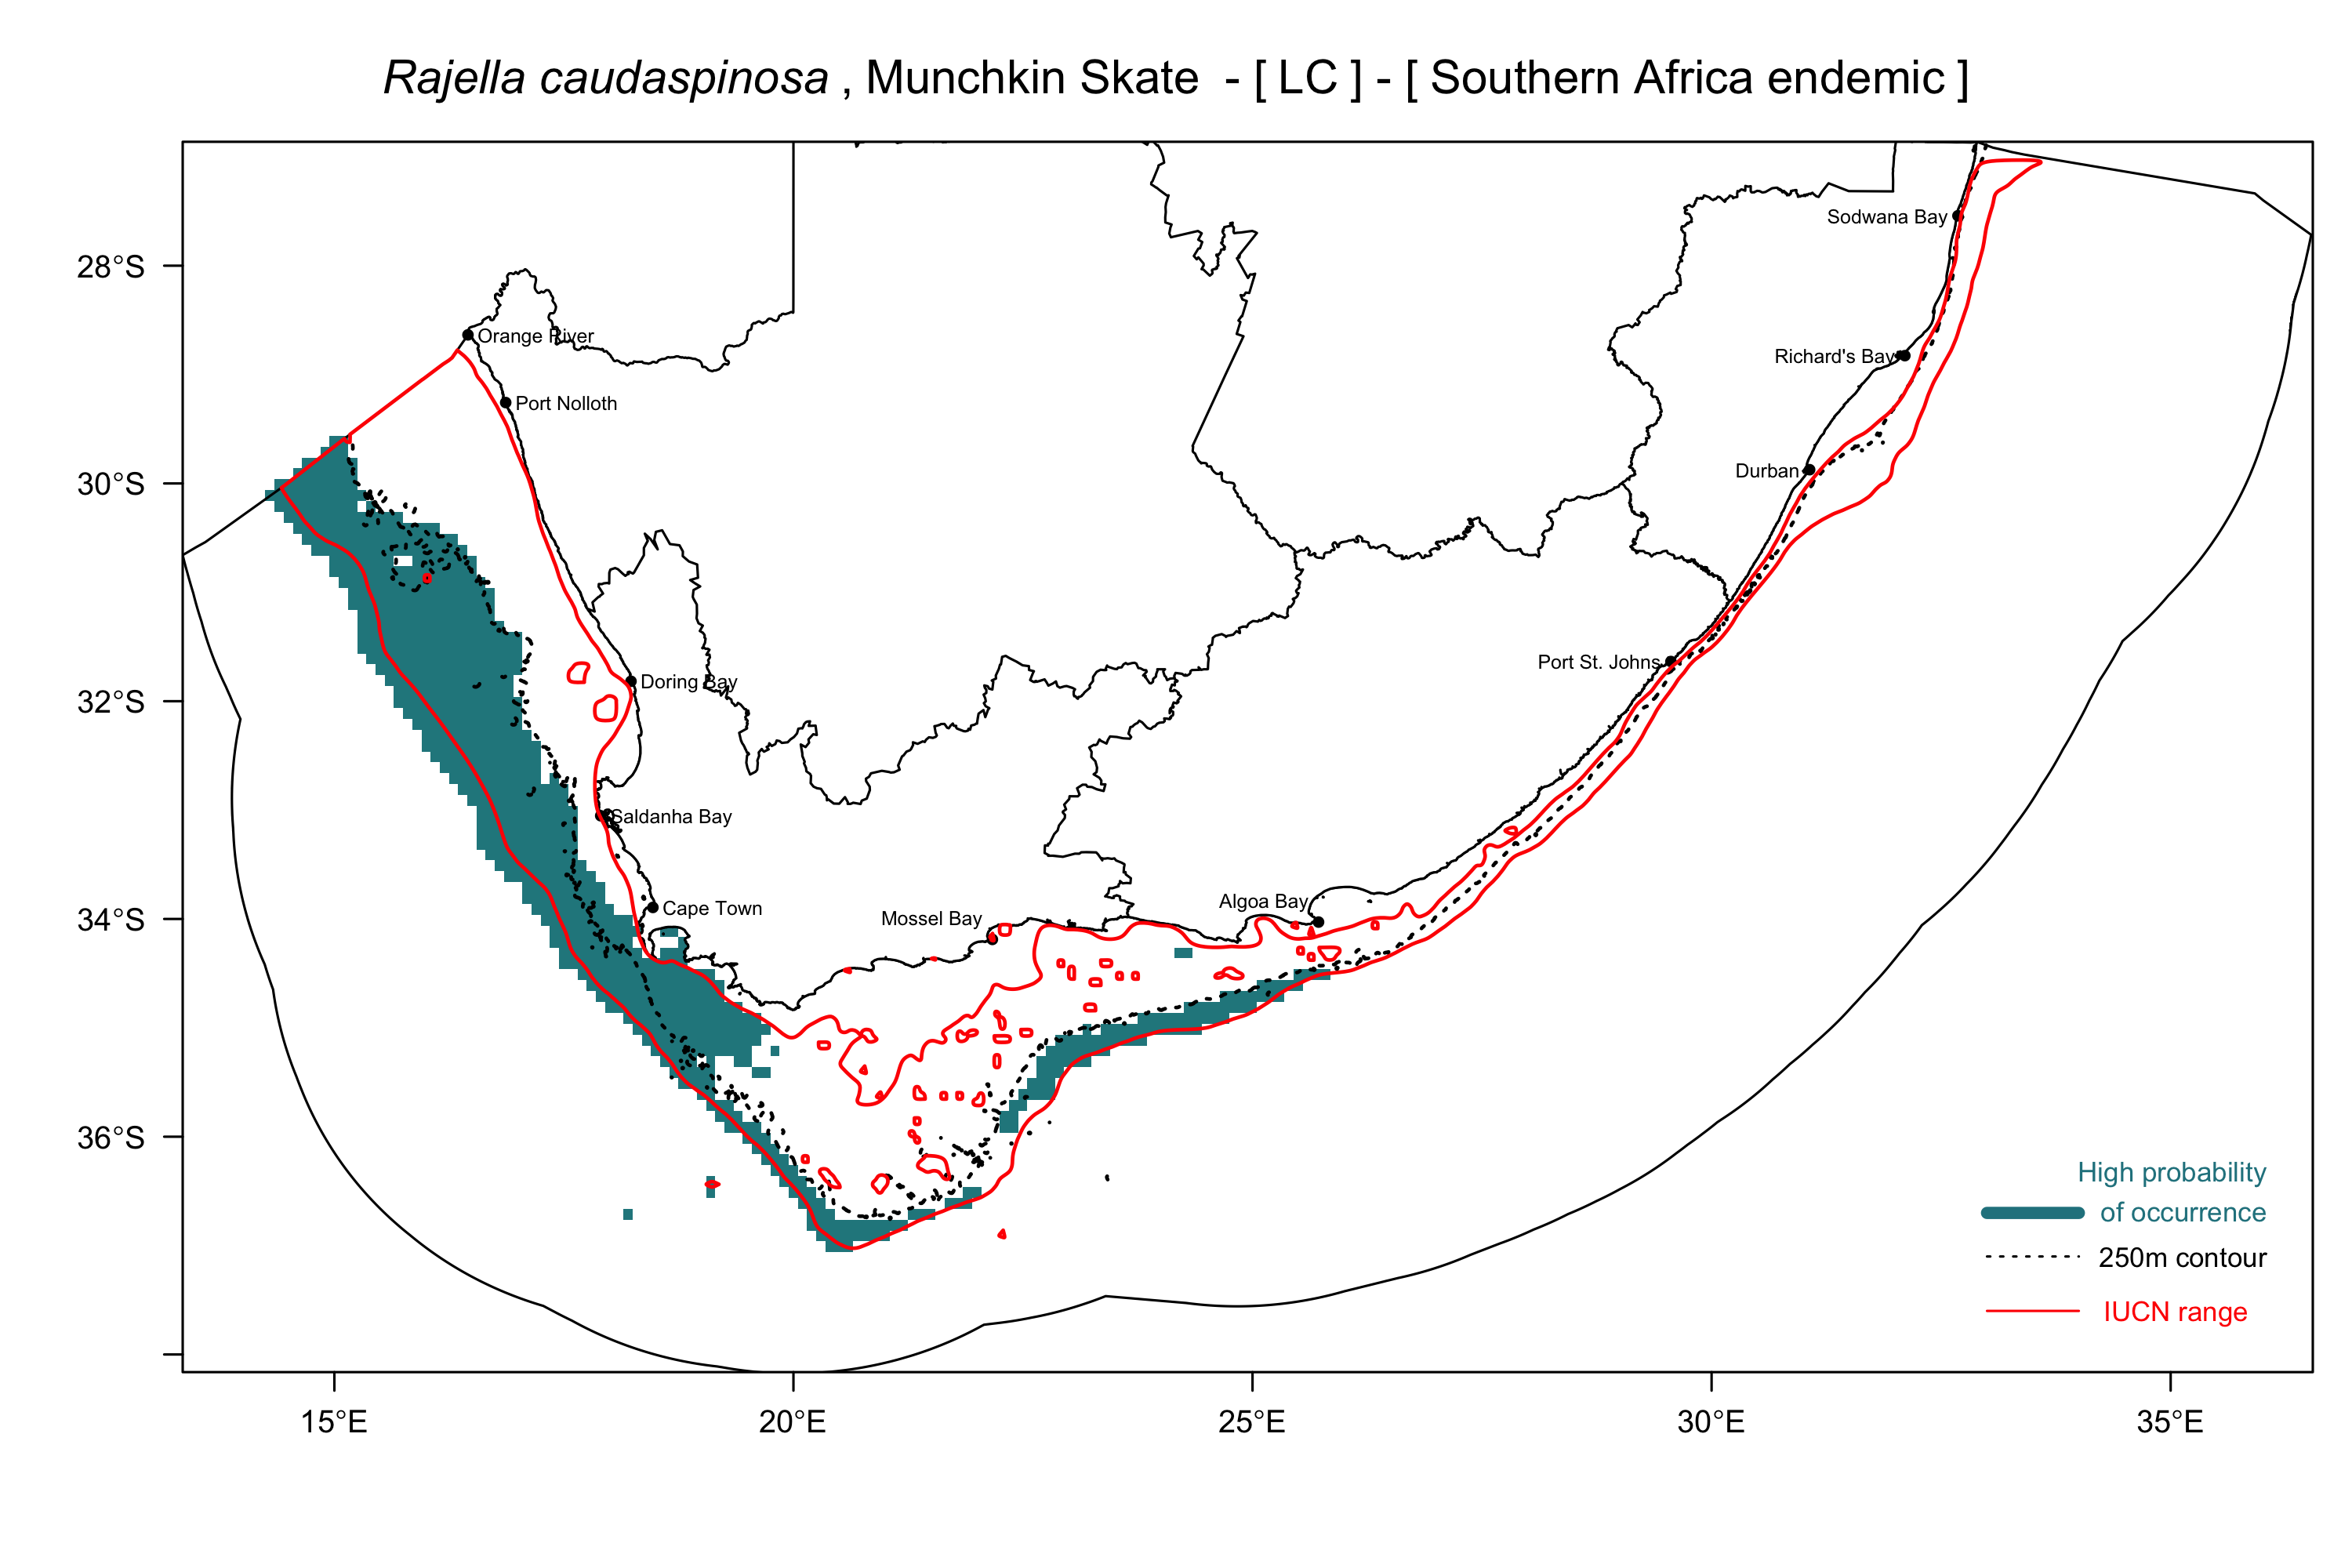 Rajella caudaspinosa , Munchkin Skate - [ LC ] - [ Southern Africa endemic ]
28°S
30°S
32°S
34°S
36°S
Sodwana Bay
Orange River
Richard's Bay
Port Nolloth
Durban
Port St. Johns
Doring Bay
Saldanha Bay
Algoa Bay
Cape Town
Mossel Bay
High probability
of occurrence
250m contour
IUCN range
15°E
20°E
25°E
30°E
35°E